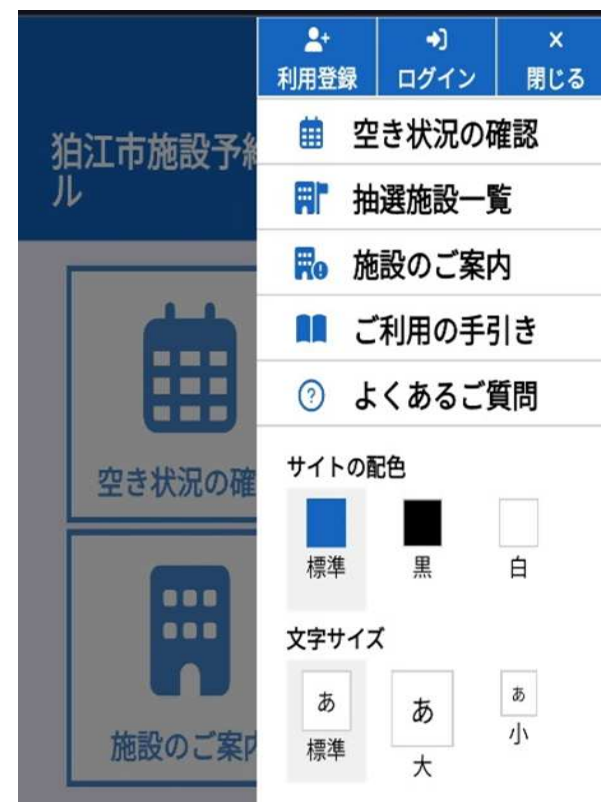 利用登録
ログイン
閉じる
狛江市施設予
ル
空き状況の確認
抽選施設一覧
施設のご案内
ご利用の手引き
よくあるご質問
空き状況の確
施設のご案
サイトの配色
標準
黒
白
文字サイズ
あ
あ
あ
標準
大
小